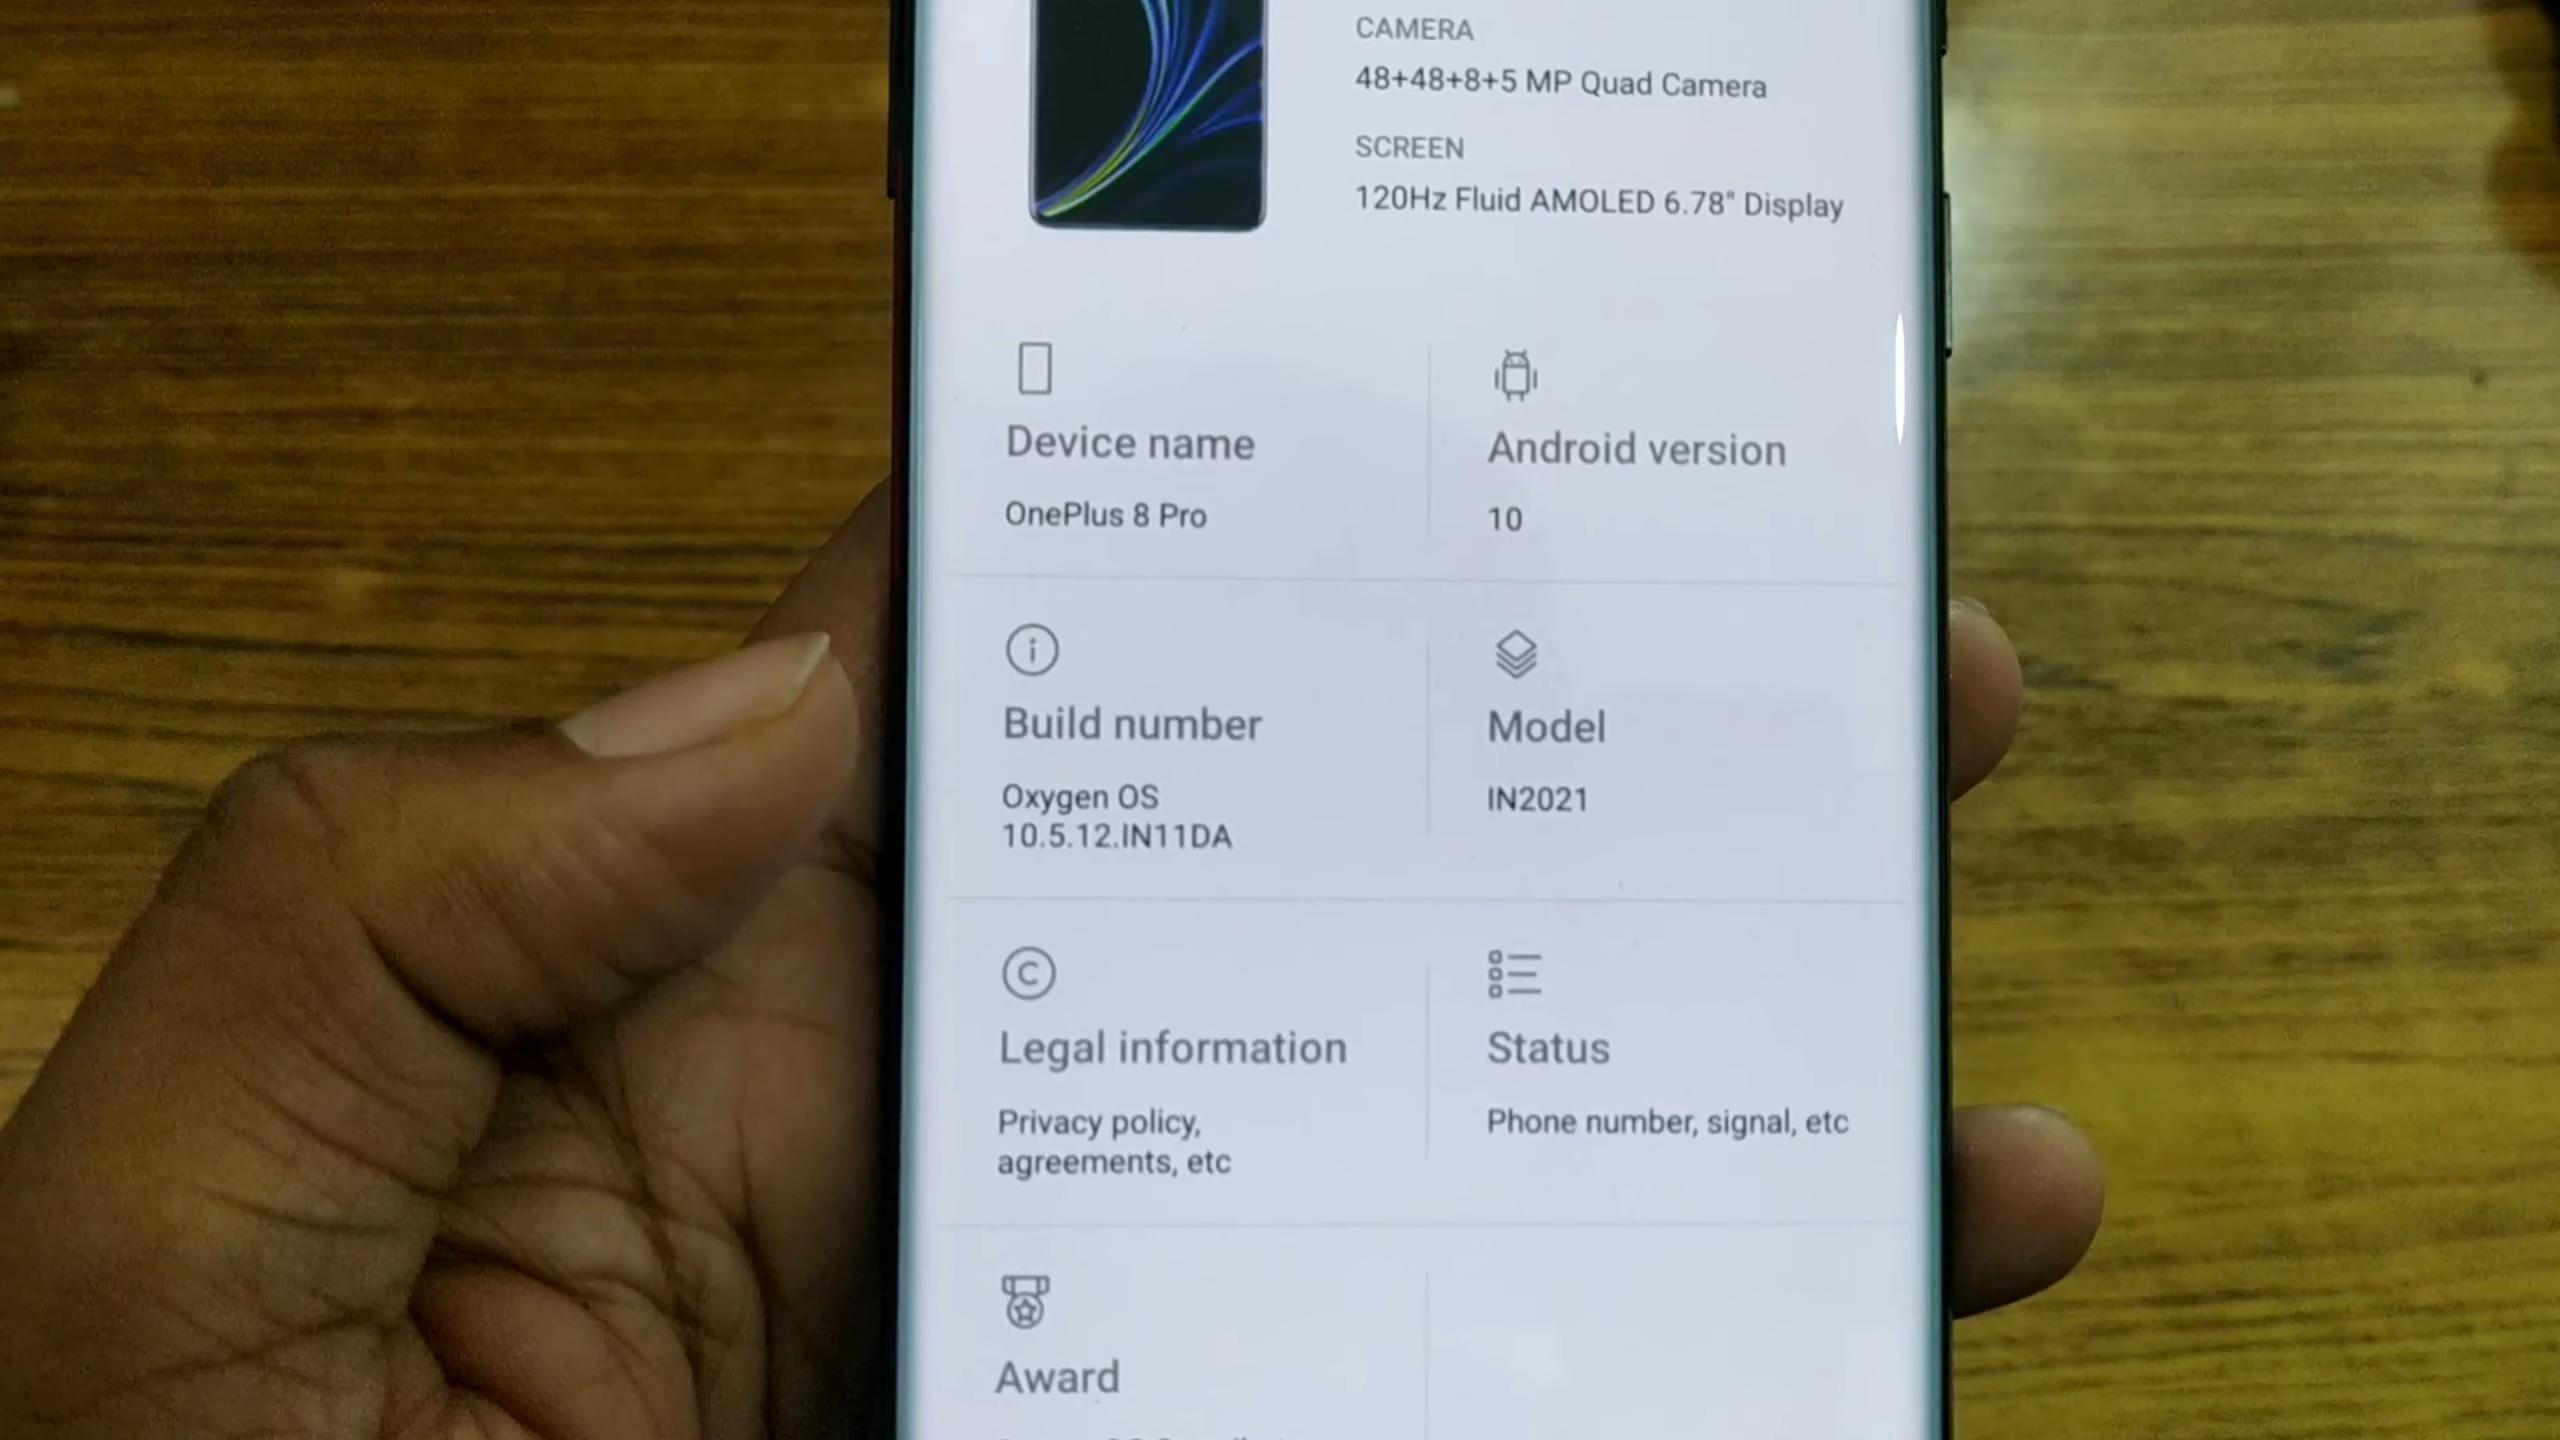 CAMERA
48+48+8+5 MP Quad Camera
SCREEN
120Hz Fluid AMOLED 6.78" Display
Device name
OnePlus 8 Pro
Android version
10
Build number
Oxygen OS
10.5.12.IN11DA
Model
IN2021
Legal information
Privacy policy,
agreements, etc
Status
Phone number, signal, etc
Award